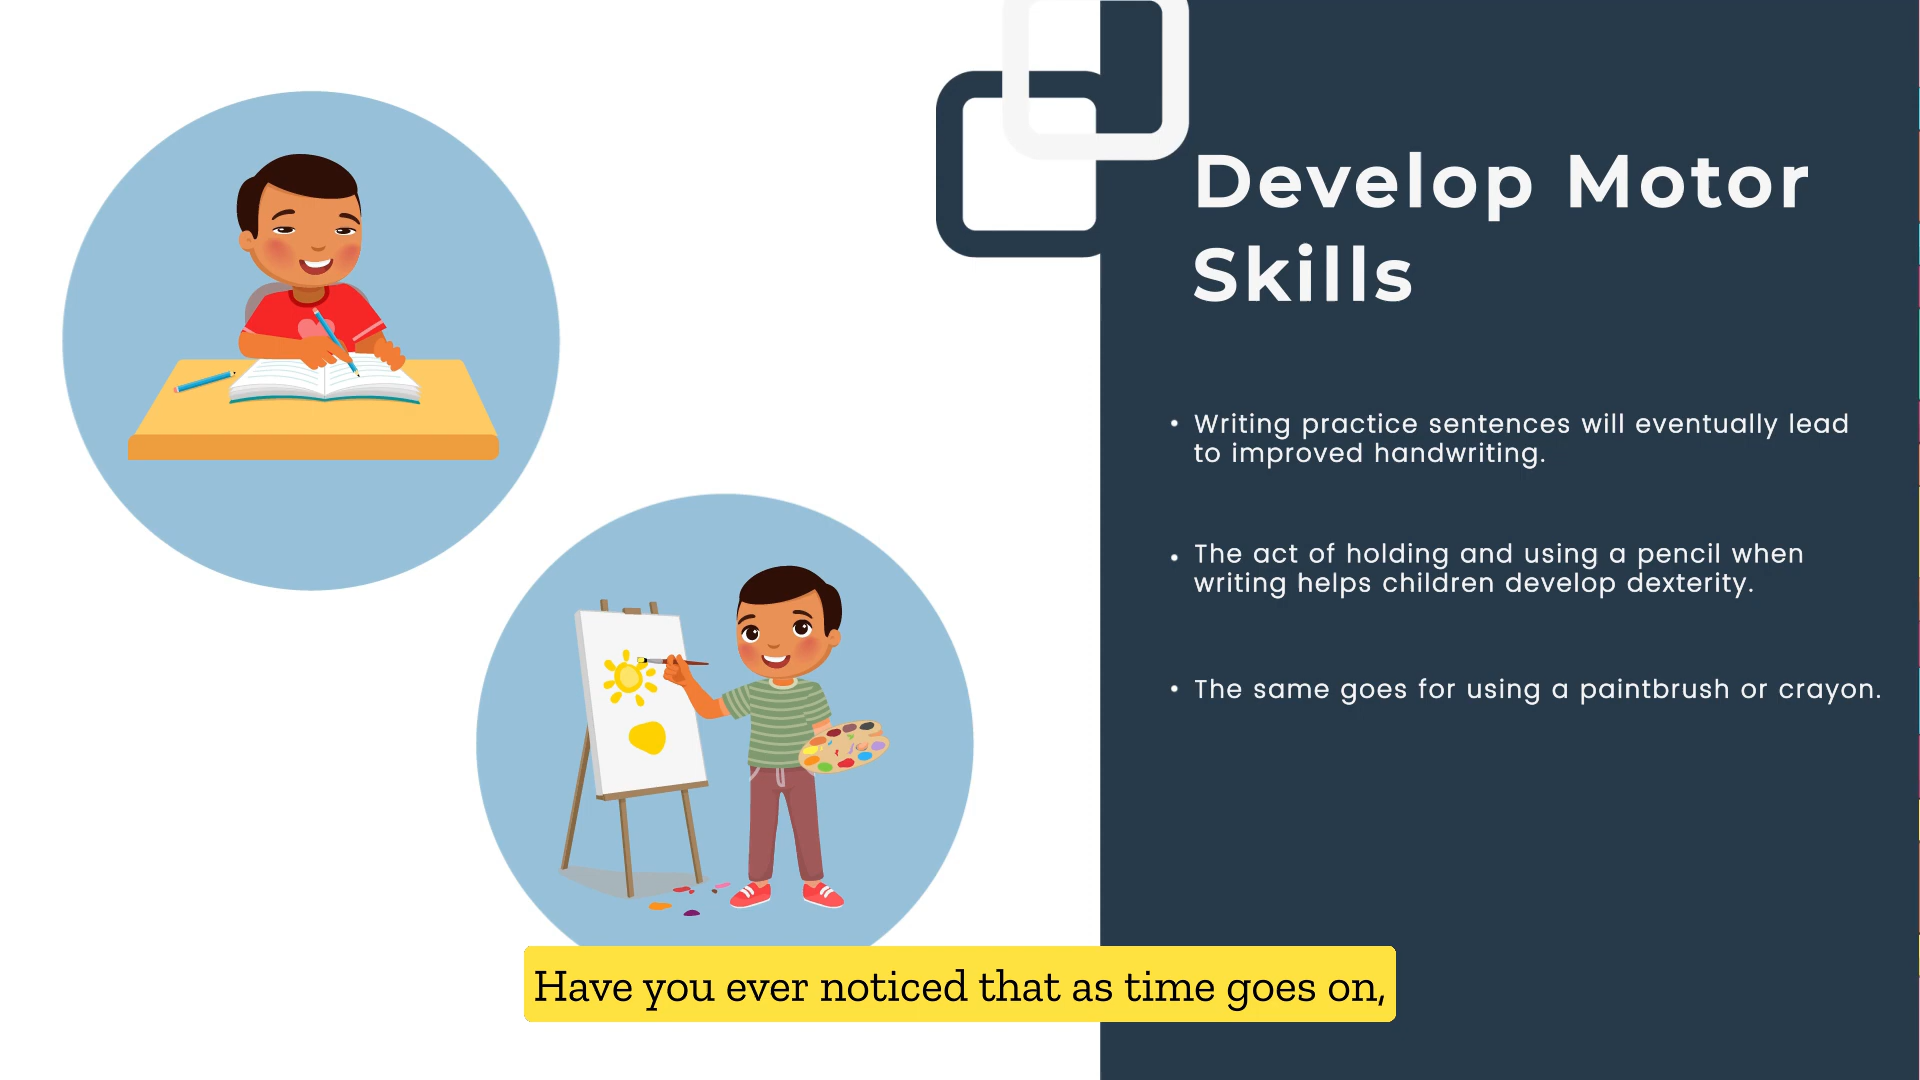 Develop Motor
Skills
• Writing practice sentences will eventually lead
to improved handwriting.
• The act of holding and using a pencil when
writing helps children develop dexterity.
• The same goes for using a paintbrush or crayon.
Have you ever noticed that as time goes on,